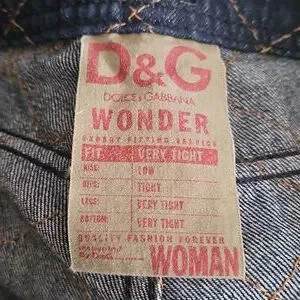 D&G
DOLCE & GABBANA
WONDER
EXPERT FITTING SERVICE
FIT: VERY TIGHT
RISE: LOW
HIPS: TIGHT
LEGS: VERY TIGHT
BOTTOM: VERY TIGHT
QUALITY FASHION FOREVER
WOMAN